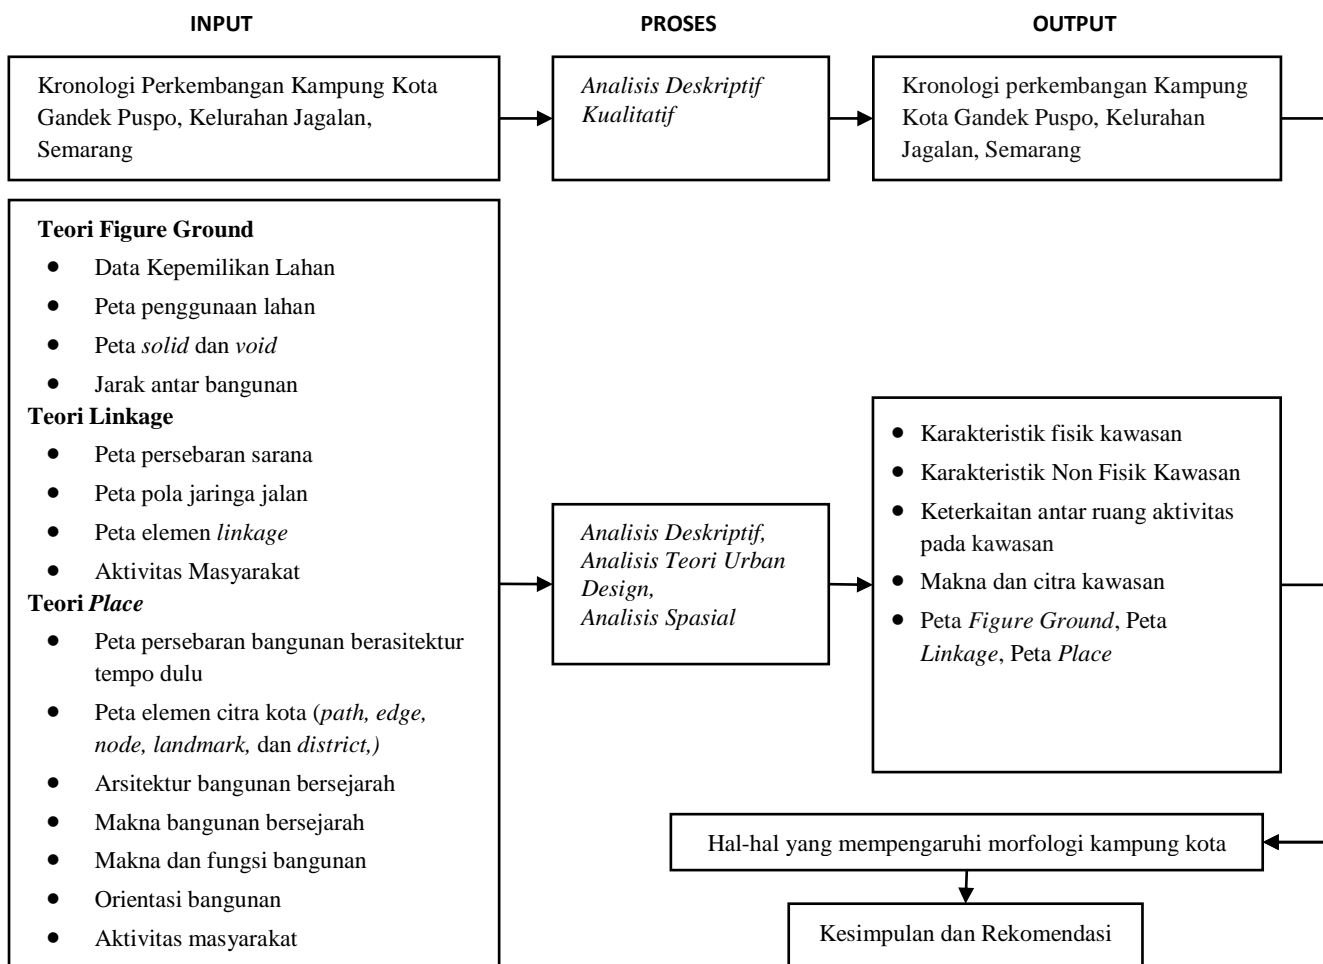 INPUT
PROSES
OUTPUT
Kronologi Perkembangan Kampung Kota
Gandek Puspo, Kelurahan Jagalan,
Semarang
Analisis Deskriptif
Kualitatif
Kronologi perkembangan Kampung
Kota Gandek Puspo, Kelurahan
Jagalan, Semarang
Teori Figure Ground
● Data Kepemilikan Lahan
● Peta penggunaan lahan
● Peta solid dan void
● Jarak antar bangunan
Teori Linkage
● Peta persebaran sarana
● Peta pola jaringa jalan
● Peta elemen linkage
● Aktivitas Masyarakat
Teori Place
● Peta persebaran bangunan berasitektur
tempo dulu
● Peta elemen citra kota (path, edge,
node, landmark, dan district,)
● Arsitektur bangunan bersejarah
● Makna bangunan bersejarah
● Makna dan fungsi bangunan
● Orientasi bangunan
● Aktivitas masyarakat
Analisis Deskriptif,
Analisis Teori Urban
Design,
Analisis Spasial
● Karakteristik fisik kawasan
● Karakteristik Non Fisik Kawasan
● Keterkaitan antar ruang aktivitas
pada kawasan
● Makna dan citra kawasan
● Peta Figure Ground, Peta
Linkage, Peta Place
Hal-hal yang mempengaruhi morfologi kampung kota
Kesimpulan dan Rekomendasi